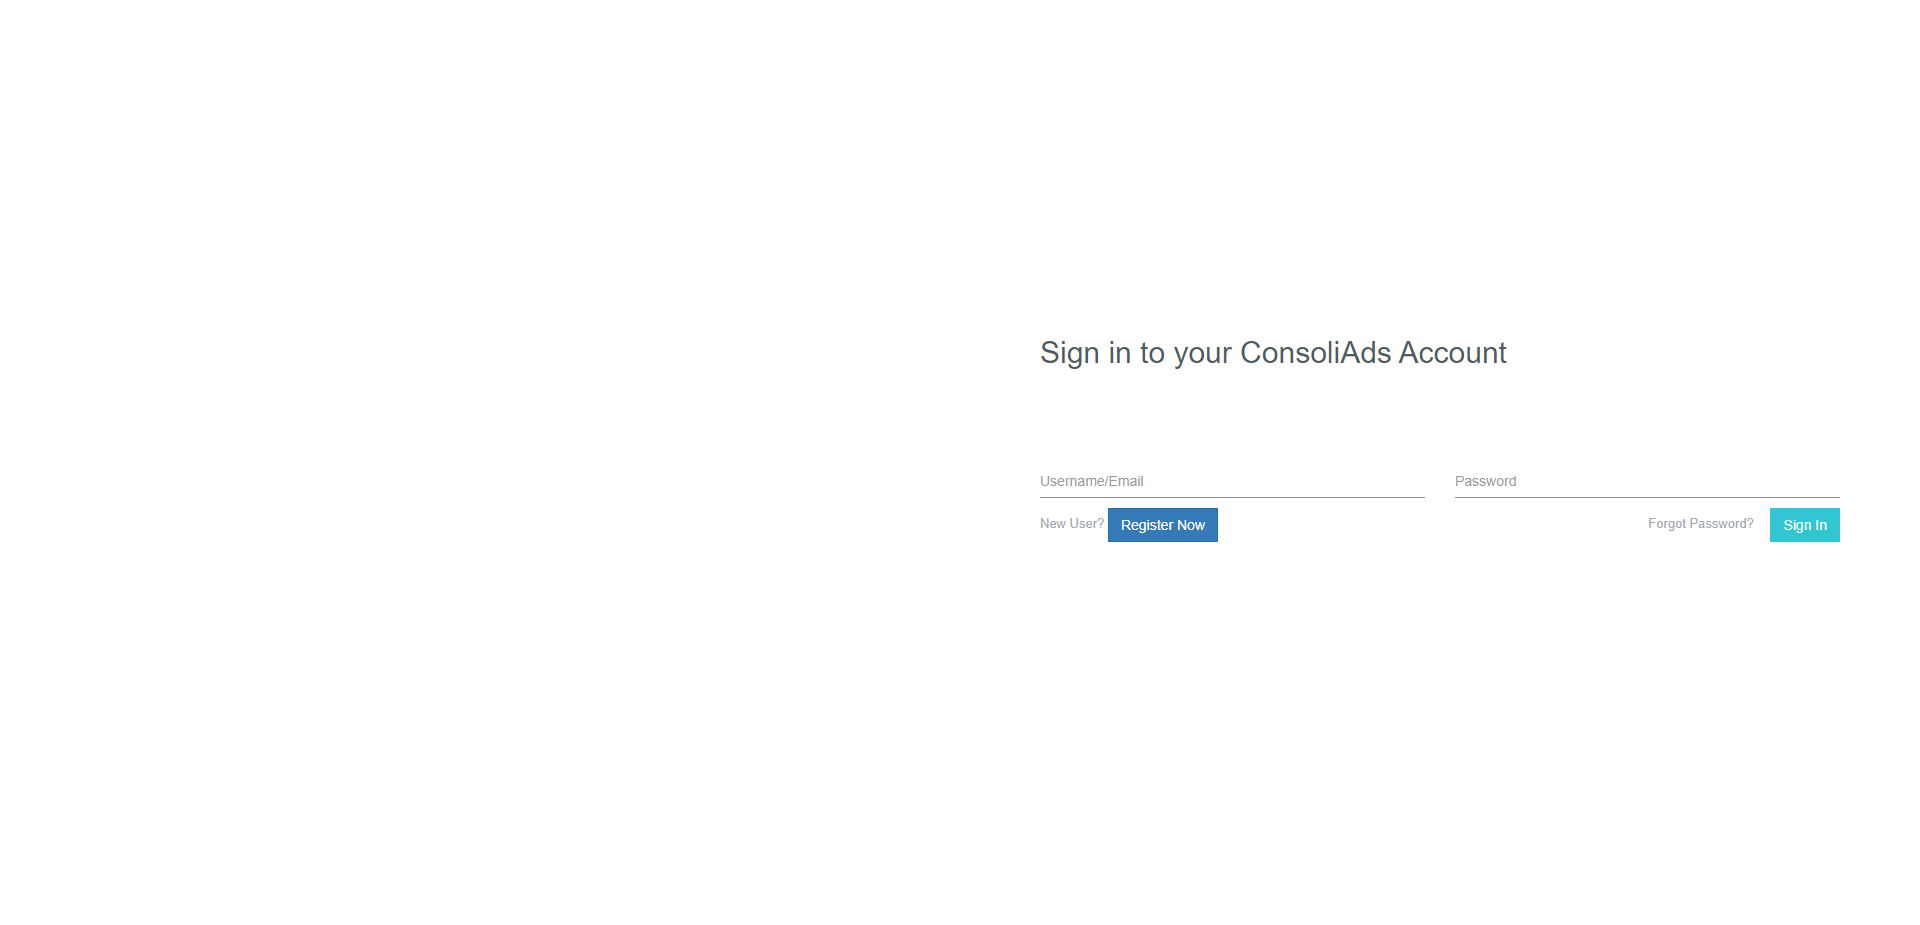 Sign in to your ConsoliAds Account
Username/Email
Password
New User? Register Now
Forgot Password? Sign In